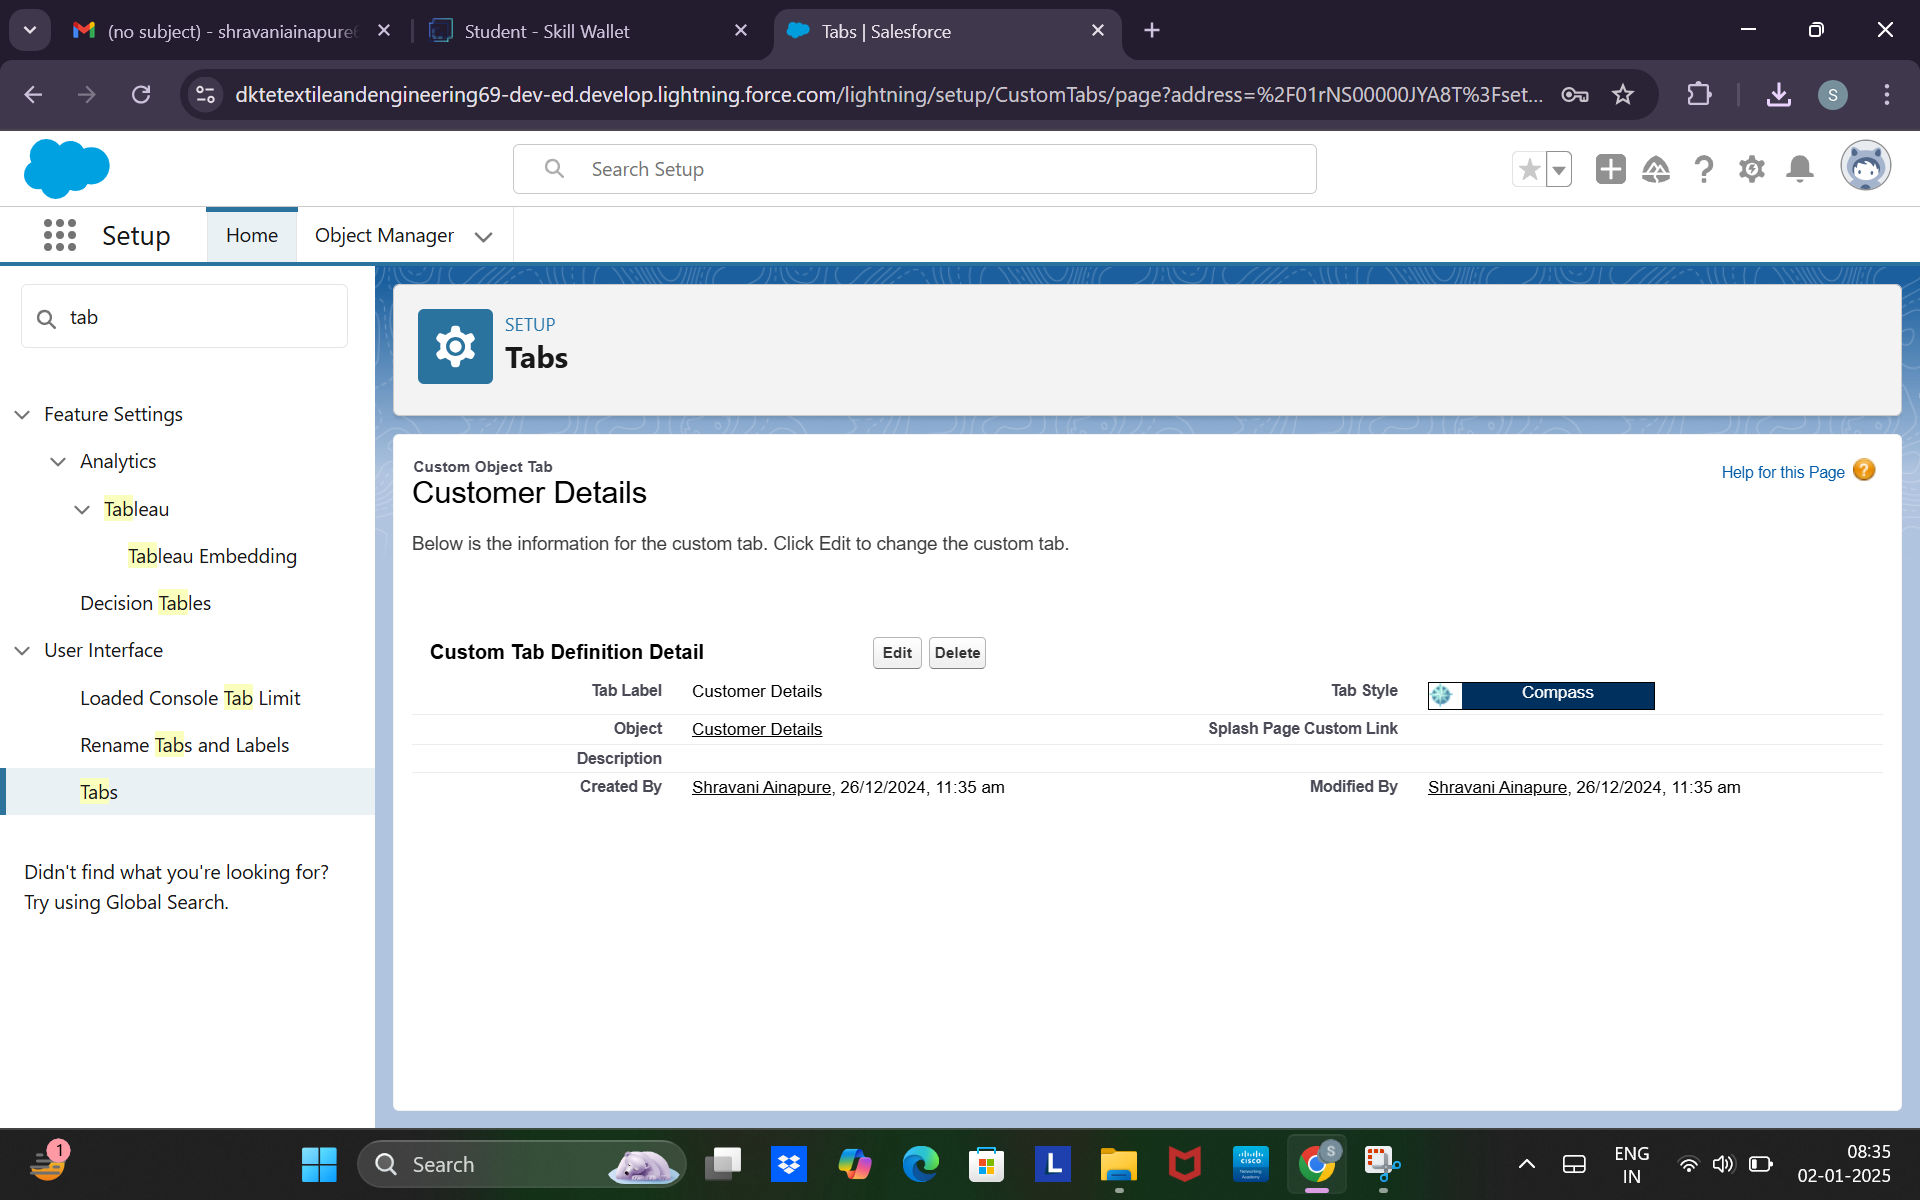 (no subject) - shravaniainapure
Student - Skill Wallet
Tabs | Salesforce
dktetextileandengineering69-dev-ed.develop.lightning.force.com/lightning/setup/CustomTabs/page?address=%2F01rNS00000JYA8T%3Fset...
S
Search Setup
Setup
Home
Object Manager
tab
Feature Settings
Analytics
Tableau
Tableau Embedding
Decision Tables
User Interface
Loaded Console Tab Limit
Rename Tabs and Labels
Tabs
Didn't find what you're looking for?
Try using Global Search.
SETUP
Tabs
Custom Object Tab
Customer Details
Help for this Page ?
Below is the information for the custom tab. Click Edit to change the custom tab.
Custom Tab Definition Detail
Edit
Delete
Tab Label Customer Details
Tab Style Compass
Object Customer Details
Splash Page Custom Link
Description
Created By Shravani Ainapure, 26/12/2024, 11:35 am
Modified By Shravani Ainapure, 26/12/2024, 11:35 am
1
Search
L
CISCO
S
ENG
IN
08:35
02-01-2025